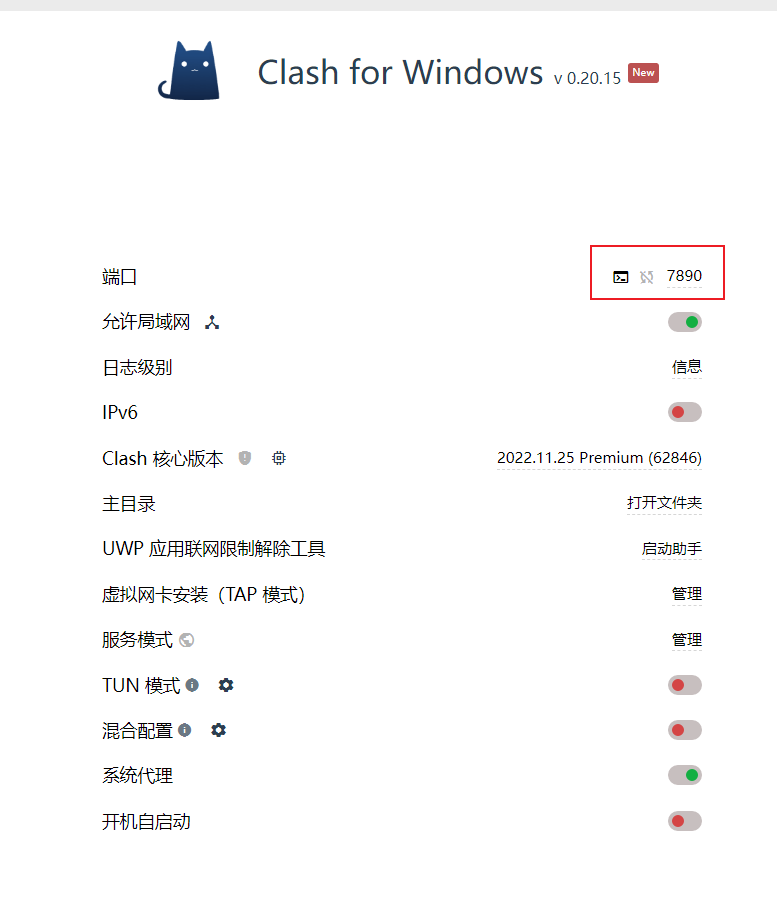 Clash for Windows v 0.20.15 New
端口 7890
允许局域网
日志级别 信息
IPv6
Clash 核心版本 2022.11.25 Premium (62846)
主目录 打开文件夹
UWP 应用联网限制解除工具 启动助手
虚拟网卡安装（TAP 模式） 管理
服务模式 管理
TUN 模式
混合配置
系统代理
开机自启动